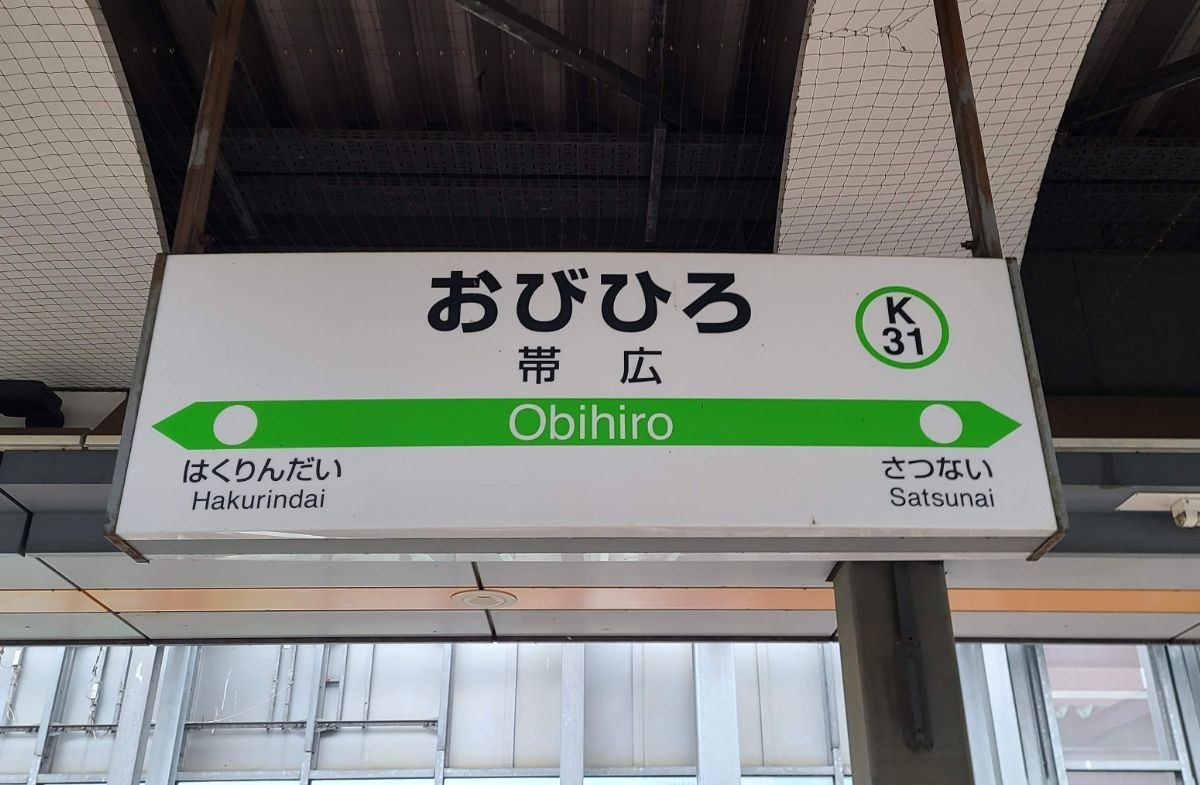 おびひろ
帯広
K
31
Obihiro
はくりんだい
Hakurindai
さつない
Satsunai